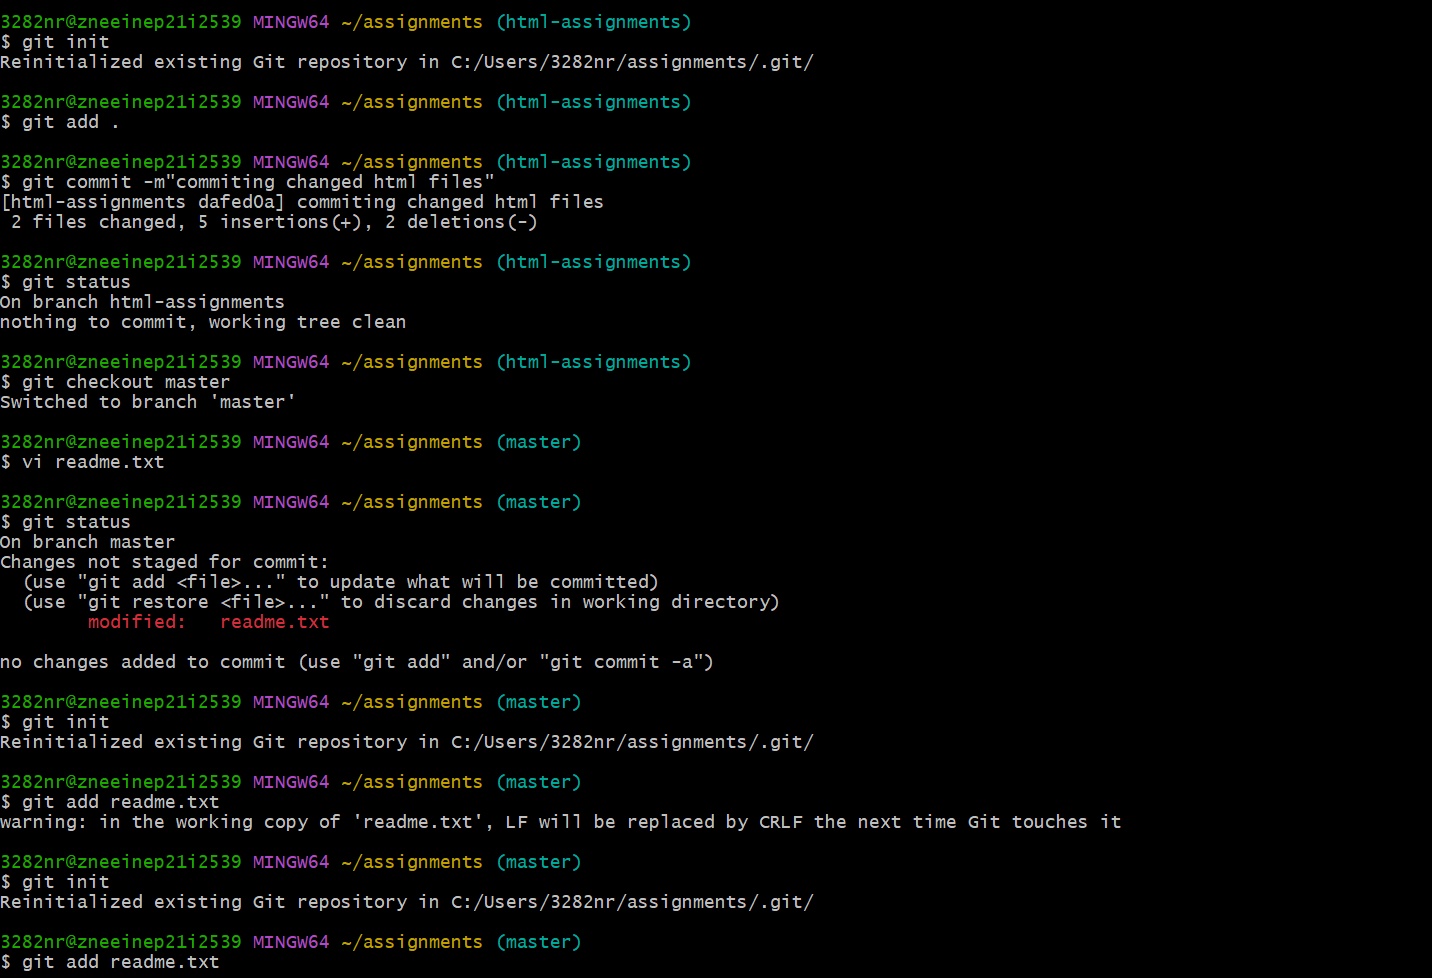 3282nr@zneeinep21i2539 MINGW64 ~/assignments (html-assignments)
$ git init
Reinitialized existing Git repository in C:/Users/3282nr/assignments/.git/
3282nr@zneeinep21i2539 MINGW64 ~/assignments (html-assignments)
$ git add .
3282nr@zneeinep21i2539 MINGW64 ~/assignments (html-assignments)
$ git commit -m"commiting changed html files"
[html-assignments dafed0a] commiting changed html files
 2 files changed, 5 insertions(+), 2 deletions(-)
3282nr@zneeinep21i2539 MINGW64 ~/assignments (html-assignments)
$ git status
On branch html-assignments
nothing to commit, working tree clean
3282nr@zneeinep21i2539 MINGW64 ~/assignments (html-assignments)
$ git checkout master
Switched to branch 'master'
3282nr@zneeinep21i2539 MINGW64 ~/assignments (master)
$ vi readme.txt
3282nr@zneeinep21i2539 MINGW64 ~/assignments (master)
$ git status
On branch master
Changes not staged for commit:
  (use "git add <file>..." to update what will be committed)
  (use "git restore <file>..." to discard changes in working directory)
        modified:   readme.txt
no changes added to commit (use "git add" and/or "git commit -a")
3282nr@zneeinep21i2539 MINGW64 ~/assignments (master)
$ git init
Reinitialized existing Git repository in C:/Users/3282nr/assignments/.git/
3282nr@zneeinep21i2539 MINGW64 ~/assignments (master)
$ git add readme.txt
warning: in the working copy of 'readme.txt', LF will be replaced by CRLF the next time Git touches it
3282nr@zneeinep21i2539 MINGW64 ~/assignments (master)
$ git init
Reinitialized existing Git repository in C:/Users/3282nr/assignments/.git/
3282nr@zneeinep21i2539 MINGW64 ~/assignments (master)
$ git add readme.txt